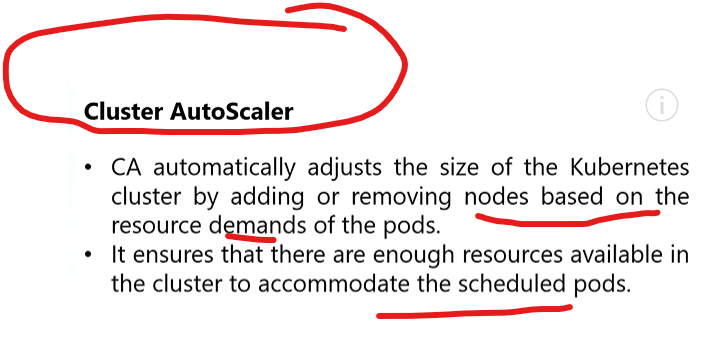 Cluster AutoScaler
• CA automatically adjusts the size of the Kubernetes
cluster by adding or removing nodes based on the
resource demands of the pods.
• It ensures that there are enough resources available in
the cluster to accommodate the scheduled pods.